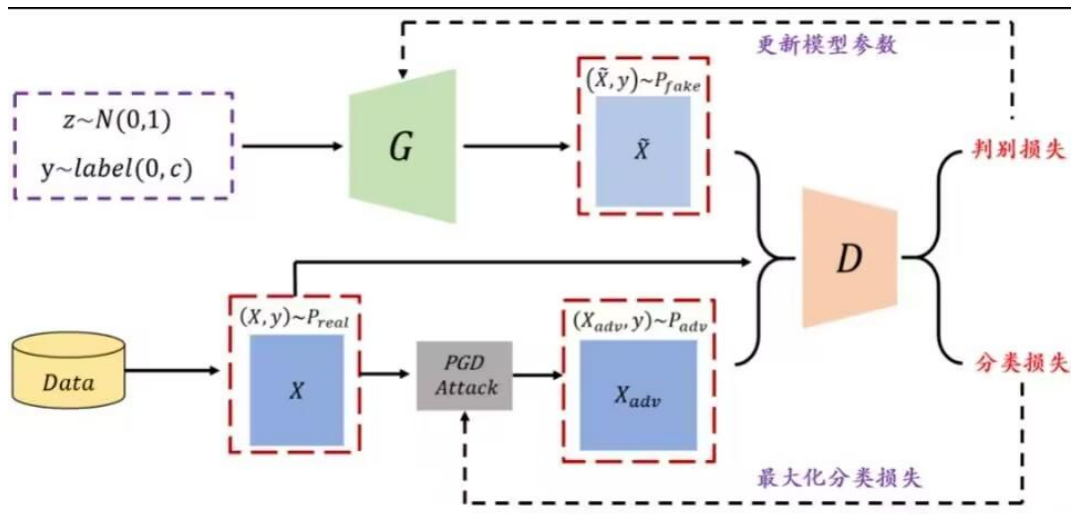 更新模型参数
z~N(0,1)
y~label(0,c)
G
(X̃,y)~P_fake
X̃
判别损失
D
Data
(X,y)~P_real
X
PGD
Attack
(X_adv,y)~P_adv
X_adv
分类损失
最大化分类损失